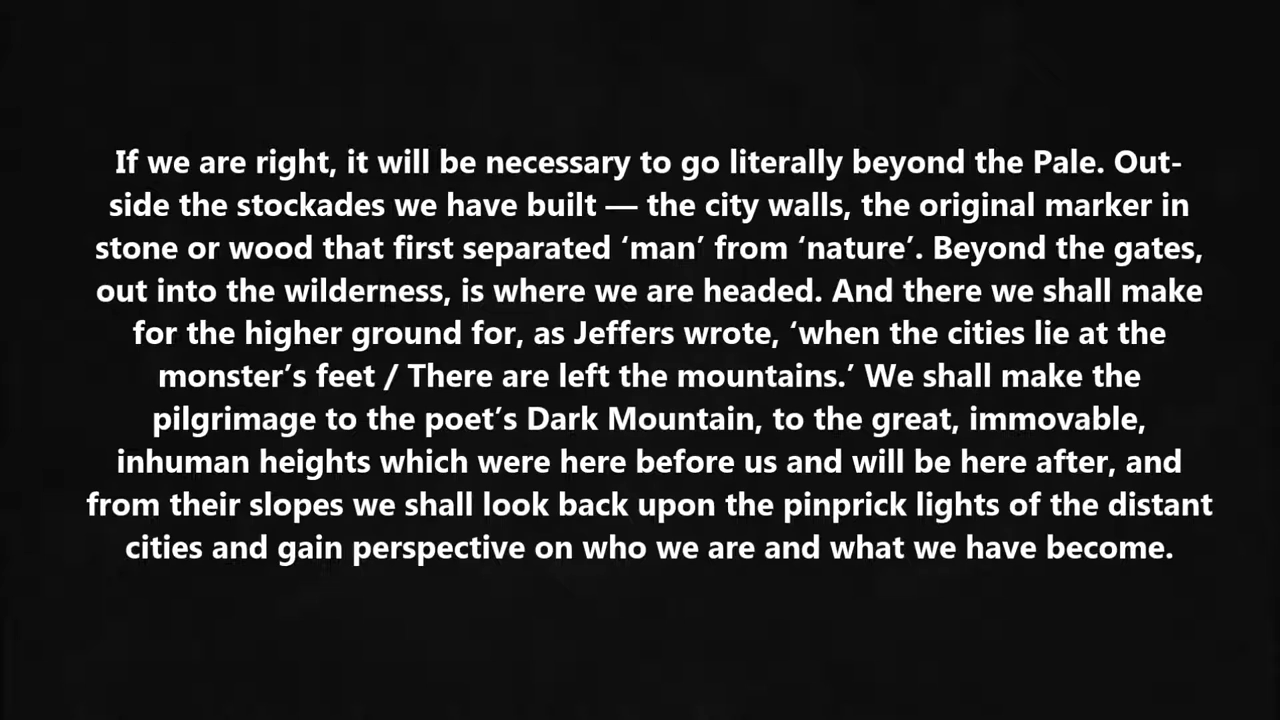 If we are right, it will be necessary to go literally beyond the Pale. Out-
side the stockades we have built — the city walls, the original marker in
stone or wood that first separated ‘man’ from ‘nature’. Beyond the gates,
out into the wilderness, is where we are headed. And there we shall make
for the higher ground for, as Jeffers wrote, ‘when the cities lie at the
monster’s feet / There are left the mountains.’ We shall make the
pilgrimage to the poet’s Dark Mountain, to the great, immovable,
inhuman heights which were here before us and will be here after, and
from their slopes we shall look back upon the pinprick lights of the distant
cities and gain perspective on who we are and what we have become.